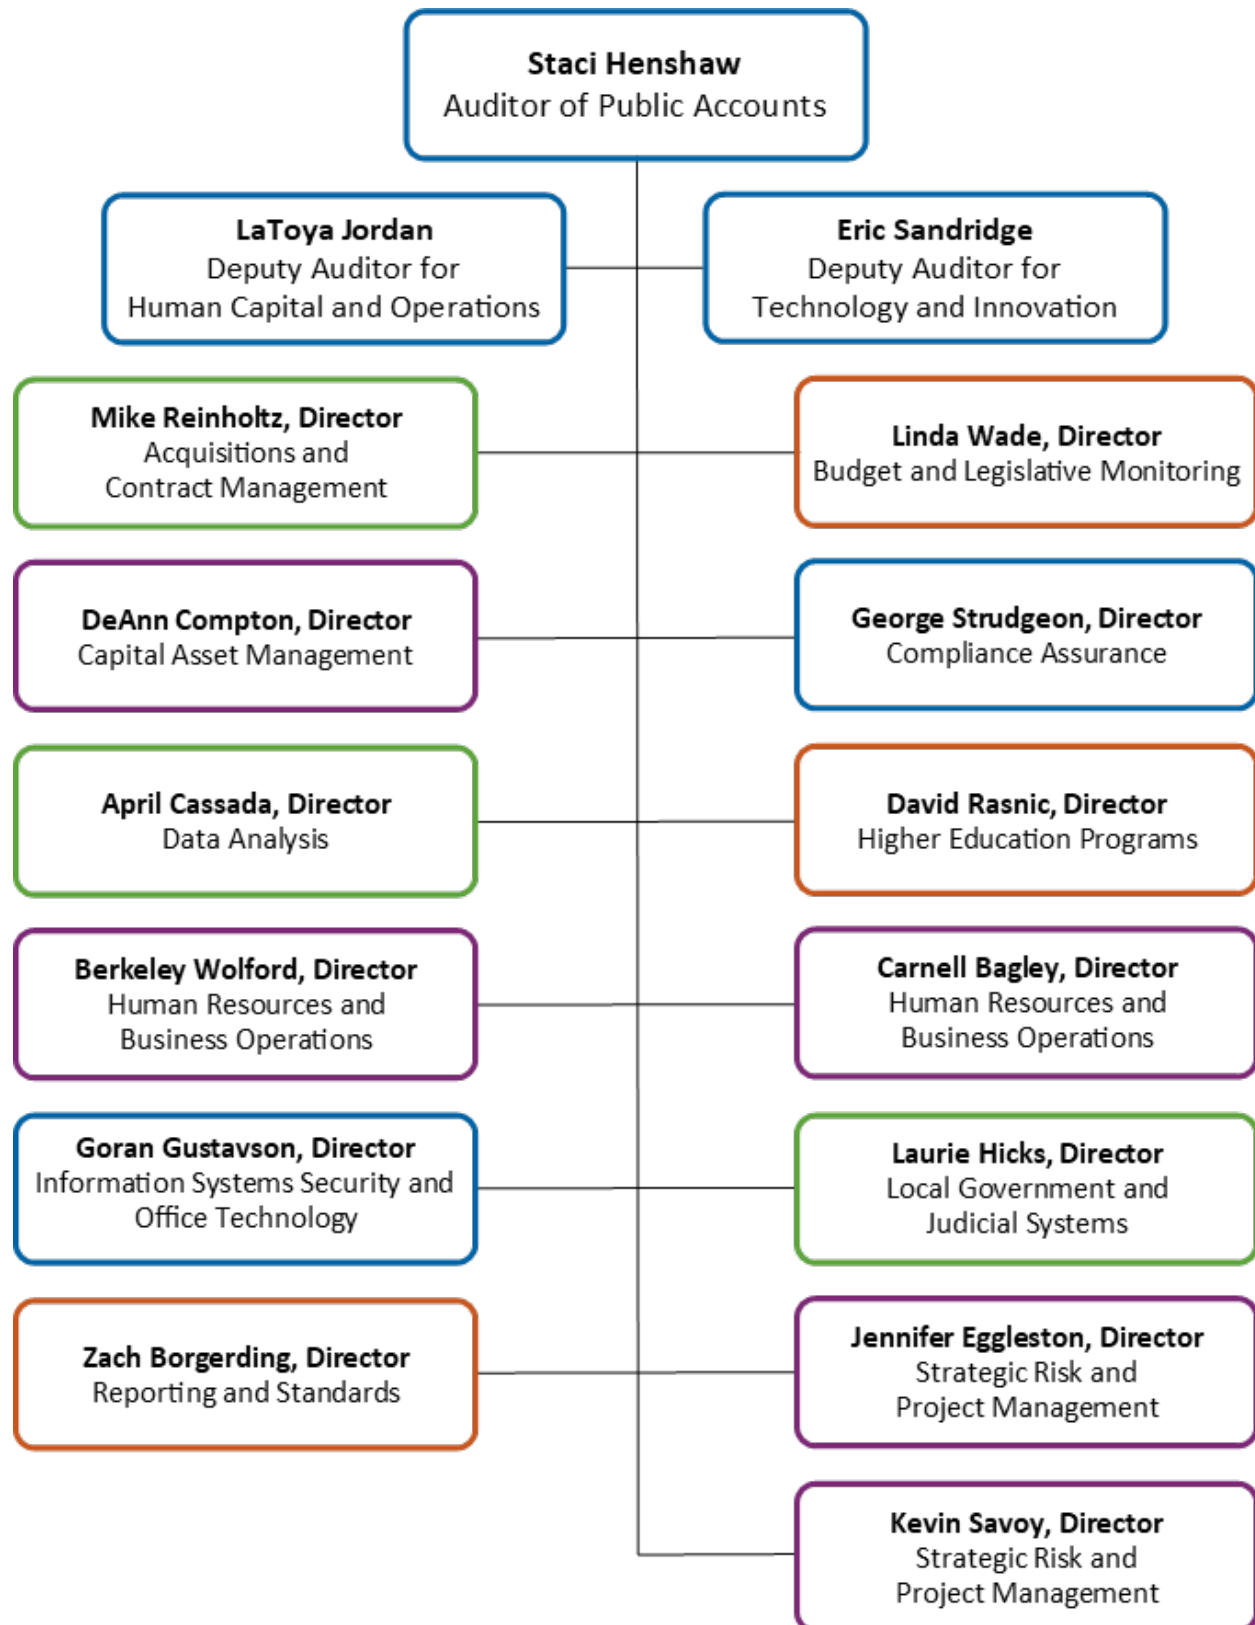 Staci Henshaw
Auditor of Public Accounts
LaToya Jordan
Deputy Auditor for
Human Capital and Operations
Eric Sandridge
Deputy Auditor for
Technology and Innovation
Mike Reinholtz, Director
Acquisitions and
Contract Management
Linda Wade, Director
Budget and Legislative Monitoring
DeAnn Compton, Director
Capital Asset Management
George Strudgeon, Director
Compliance Assurance
April Cassada, Director
Data Analysis
David Rasnic, Director
Higher Education Programs
Berkeley Wolford, Director
Human Resources and
Business Operations
Carnell Bagley, Director
Human Resources and
Business Operations
Goran Gustavson, Director
Information Systems Security and
Office Technology
Laurie Hicks, Director
Local Government and
Judicial Systems
Zach Borgerding, Director
Reporting and Standards
Jennifer Eggleston, Director
Strategic Risk and
Project Management
Kevin Savoy, Director
Strategic Risk and
Project Management